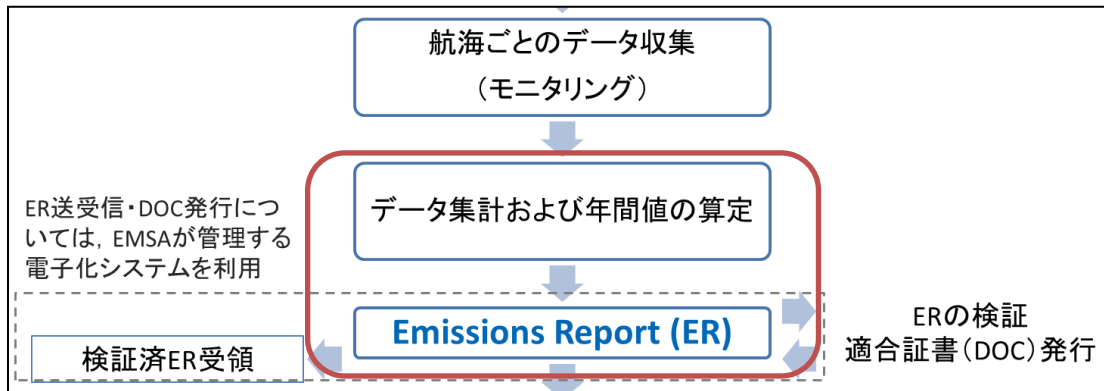 航海ごとのデータ収集
（モニタリング）
データ集計および年間値の算定
ER送受信・DOC発行につ
いては，EMSAが管理する
電子化システムを利用
Emissions Report (ER)
ERの検証
適合証書（DOC）発行
検証済ER受領